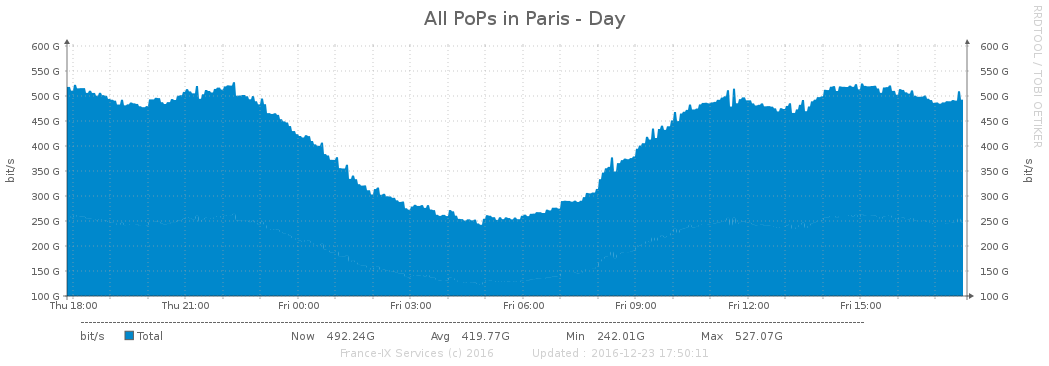 All PoPs in Paris - Day
RRDTOOL / TOBI OETIKER
600 G 600 G
550 G 550 G
500 G 500 G
450 G 450 G
400 G 400 G
350 G 350 G
300 G 300 G
250 G 250 G
200 G 200 G
150 G 150 G
100 G 100 G
bit/s bit/s
Thu 18:00 Thu 21:00 Fri 00:00 Fri 03:00 Fri 06:00 Fri 09:00 Fri 12:00 Fri 15:00
bit/s Total Now 492.24G Avg 419.77G Min 242.01G Max 527.07G
France-IX Services (c) 2016 Updated : 2016-12-23 17:50:11